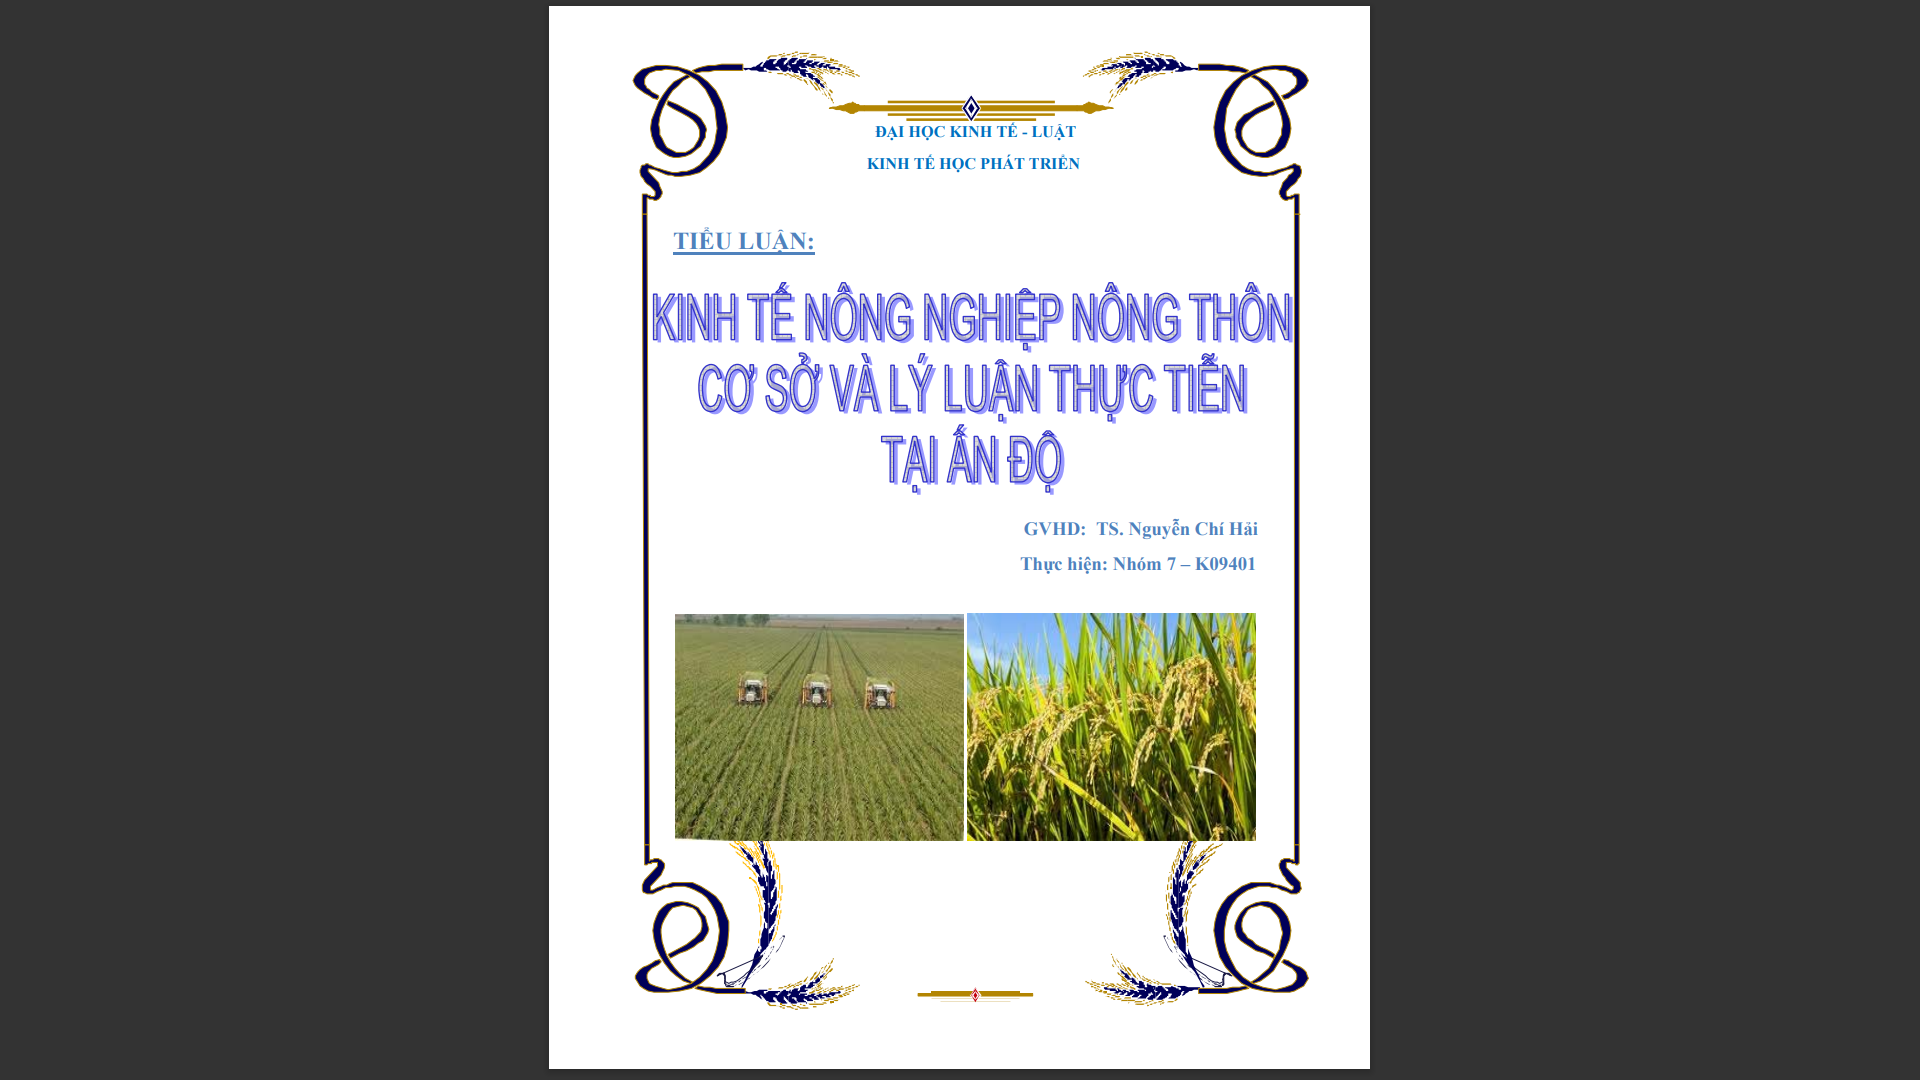 ĐẠI HỌC KINH TẾ - LUẬT
KINH TẾ HỌC PHÁT TRIỂN
TIỂU LUẬN:
KINH TẾ NÔNG NGHIỆP NÔNG THÔN
CƠ SỞ VÀ LÝ LUẬN THỰC TIỄN
TẠI ẤN ĐỘ
GVHD: TS. Nguyễn Chí Hải
Thực hiện: Nhóm 7 – K09401